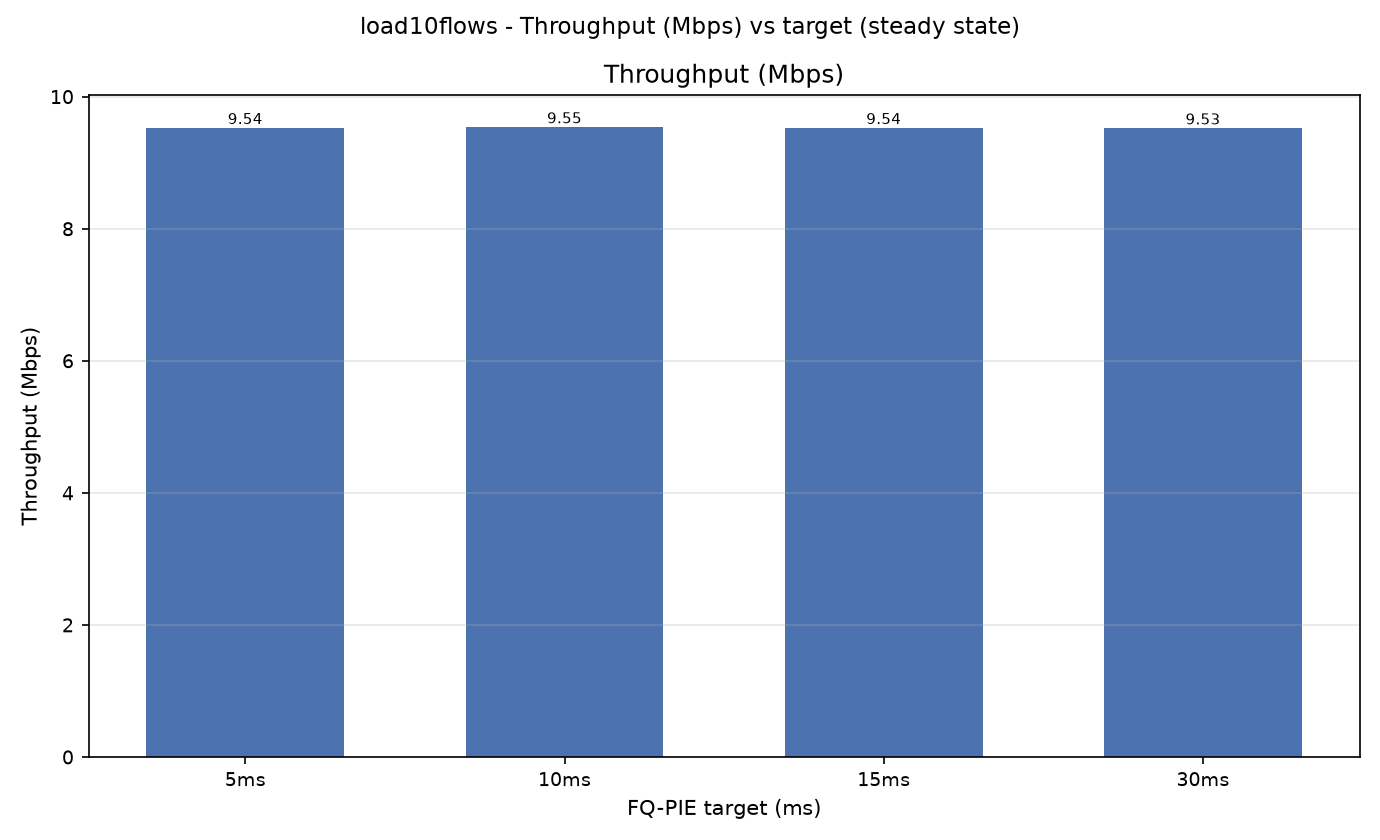 load10flows - Throughput (Mbps) vs target (steady state)
Throughput (Mbps)
Throughput (Mbps)
10
8
6
4
2
0
9.54
9.55
9.54
9.53
5ms
10ms
15ms
30ms
FQ-PIE target (ms)